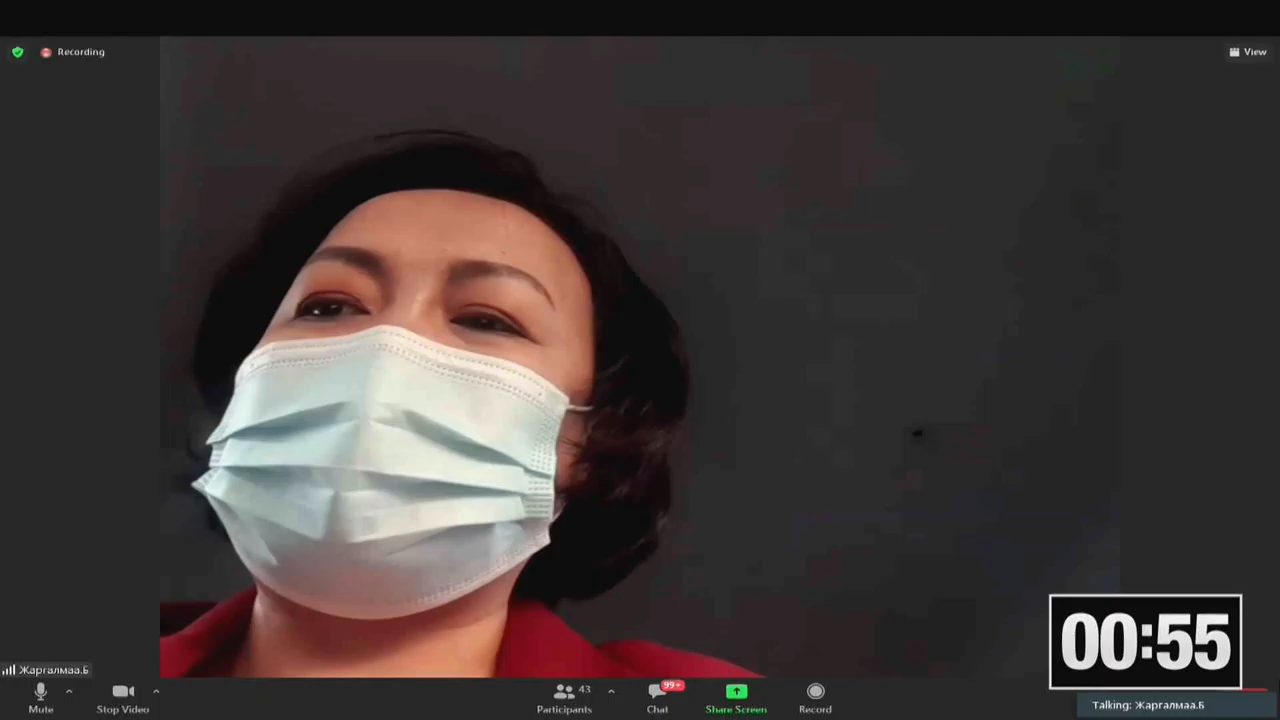 Recording
View
00:55
Жаргалмаа.Б
Talking: Жаргалмаа.Б
Mute
Stop Video
Participants
43
Chat
99+
Share Screen
Record